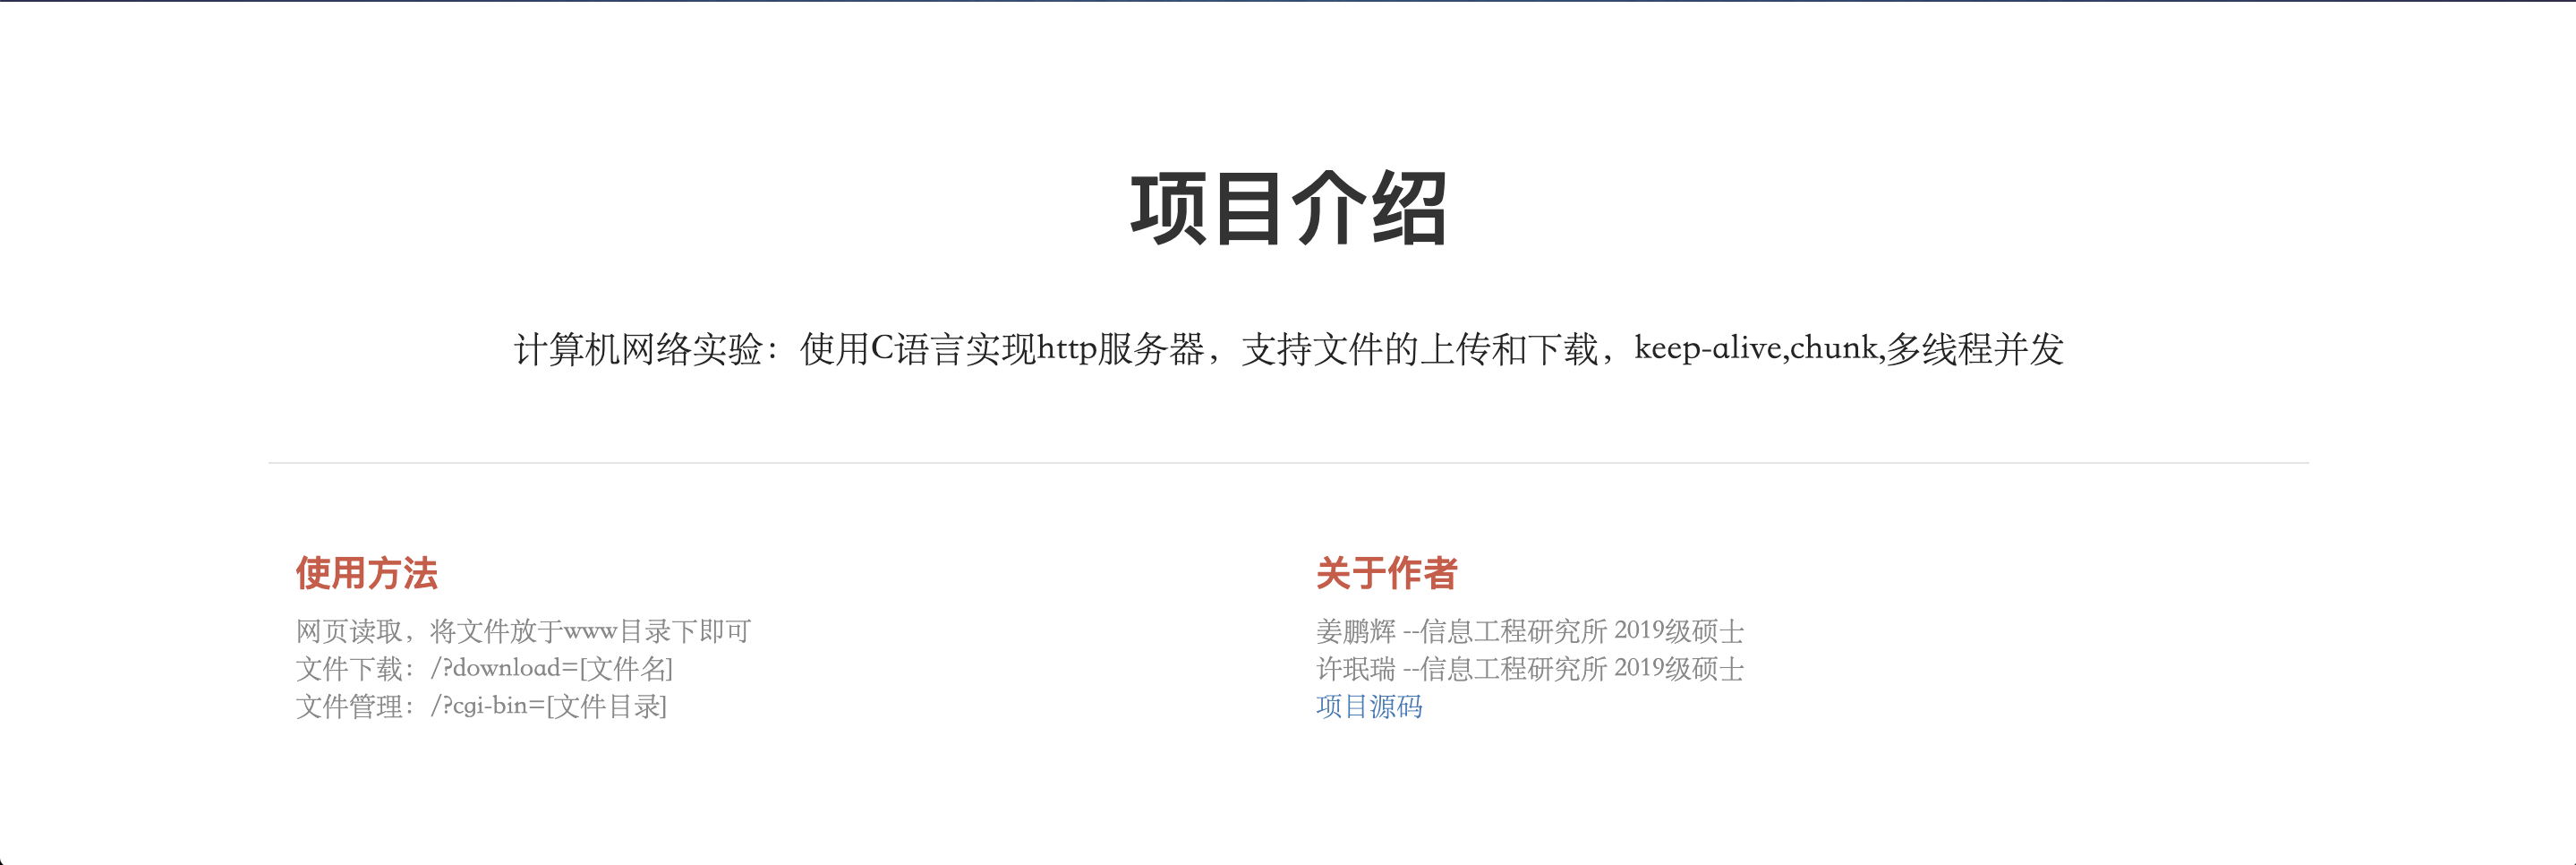 项目介绍
计算机网络实验：使用C语言实现http服务器，支持文件的上传和下载，keep-alive,chunk,多线程并发
使用方法
网页读取，将文件放于www目录下即可
文件下载：/?download=[文件名]
文件管理：/?cgi-bin=[文件目录]
关于作者
姜鹏辉 --信息工程研究所 2019级硕士
许珉瑞 --信息工程研究所 2019级硕士
项目源码